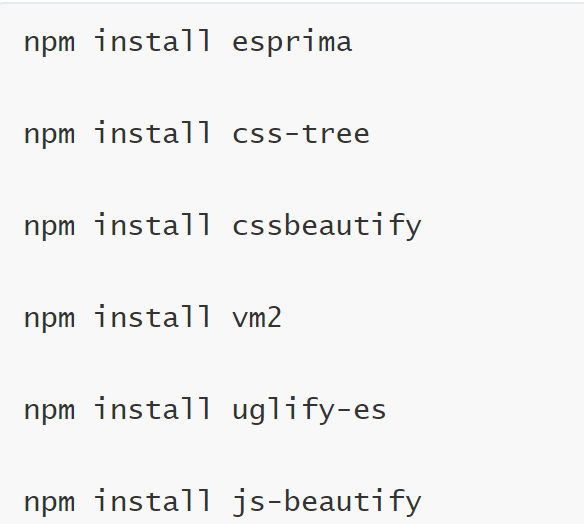 npm install esprima
npm install css-tree
npm install cssbeautify
npm install vm2
npm install uglify-es
npm install js-beautify